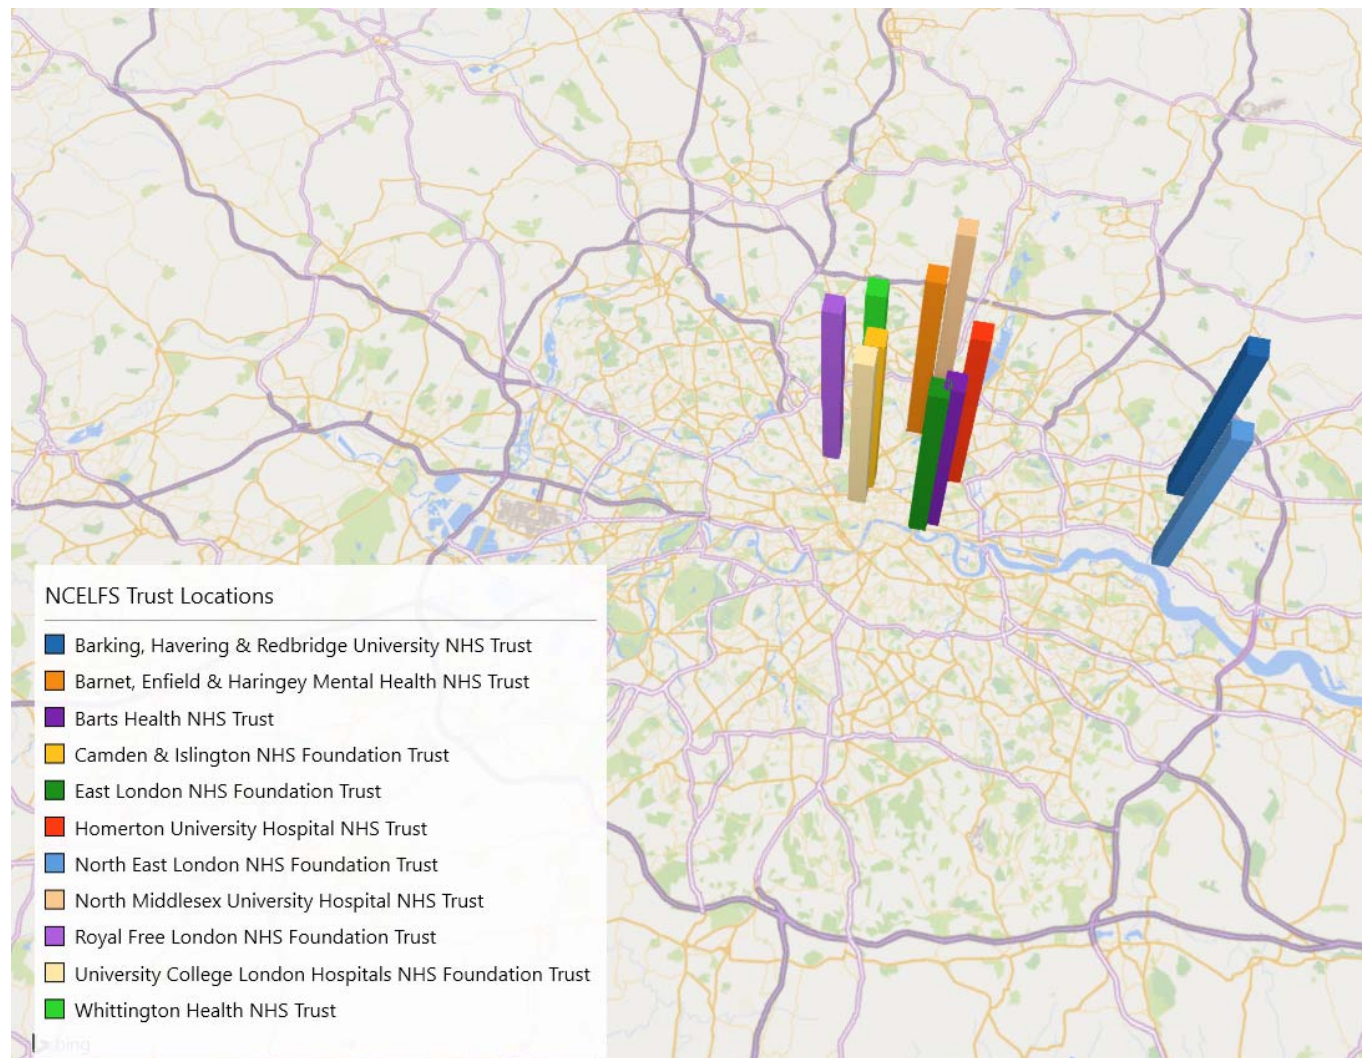 NCELFS Trust Locations
Barking, Havering & Redbridge University NHS Trust
Barnet, Enfield & Haringey Mental Health NHS Trust
Barts Health NHS Trust
Camden & Islington NHS Foundation Trust
East London NHS Foundation Trust
Homerton University Hospital NHS Trust
North East London NHS Foundation Trust
North Middlesex University Hospital NHS Trust
Royal Free London NHS Foundation Trust
University College London Hospitals NHS Foundation Trust
Whittington Health NHS Trust
bing